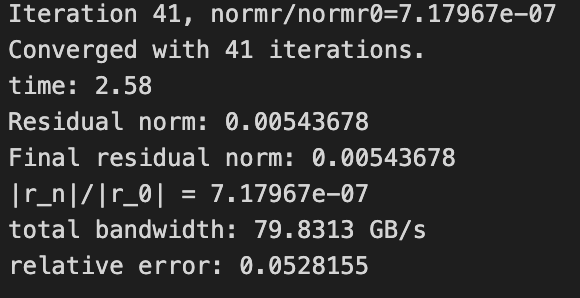 Iteration 41, normr/normr0=7.17967e-07
Converged with 41 iterations.
time: 2.58
Residual norm: 0.00543678
Final residual norm: 0.00543678
|r_n|/|r_0| = 7.17967e-07
total bandwidth: 79.8313 GB/s
relative error: 0.0528155